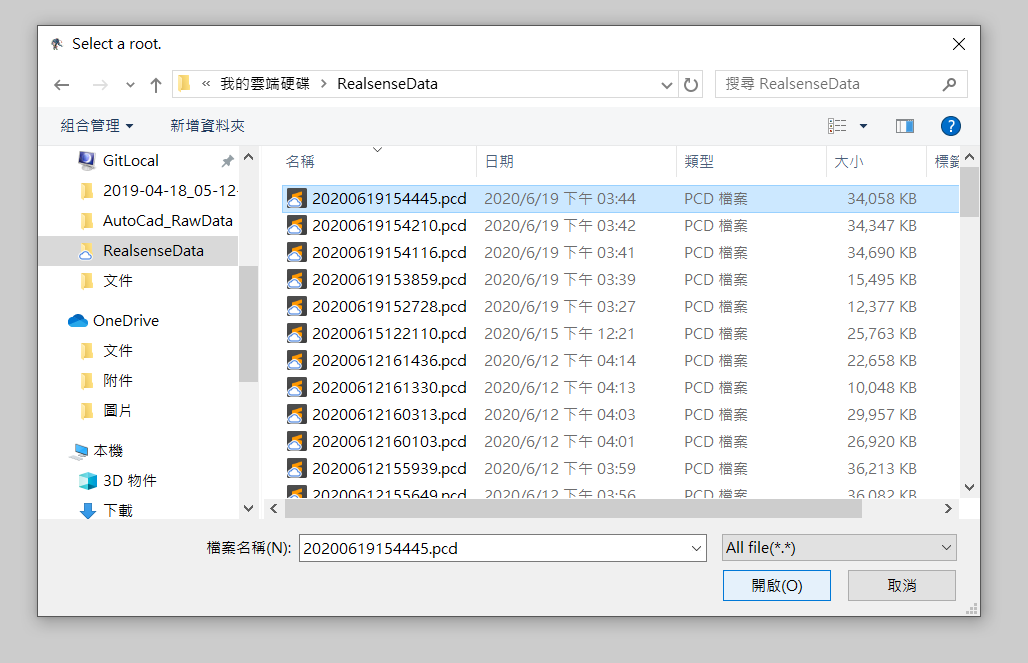 Select a root.
« 我的雲端硬碟 > RealsenseData
搜尋 RealsenseData
組合管理 新增資料夾 ?
GitLocal
2019-04-18_05-12-
AutoCad_RawData
RealsenseData
文件
OneDrive
文件
附件
圖片
本機
3D 物件
下載
名稱 日期 類型 大小 標籤
20200619154445.pcd 2020/6/19 下午 03:44 PCD 檔案 34,058 KB
20200619154210.pcd 2020/6/19 下午 03:42 PCD 檔案 34,347 KB
20200619154116.pcd 2020/6/19 下午 03:41 PCD 檔案 34,690 KB
20200619153859.pcd 2020/6/19 下午 03:39 PCD 檔案 15,495 KB
20200619152728.pcd 2020/6/19 下午 03:27 PCD 檔案 12,377 KB
20200615122110.pcd 2020/6/15 下午 12:21 PCD 檔案 25,763 KB
20200612161436.pcd 2020/6/12 下午 04:14 PCD 檔案 22,658 KB
20200612161330.pcd 2020/6/12 下午 04:13 PCD 檔案 10,048 KB
20200612160313.pcd 2020/6/12 下午 04:03 PCD 檔案 29,957 KB
20200612160103.pcd 2020/6/12 下午 04:01 PCD 檔案 26,920 KB
20200612155939.pcd 2020/6/12 下午 03:59 PCD 檔案 36,213 KB
20200612155649.pcd 2020/6/12 下午 03:56 PCD 檔案 36,082 KB
檔案名稱(N): 20200619154445.pcd All file(*.*)
開啟(O) 取消